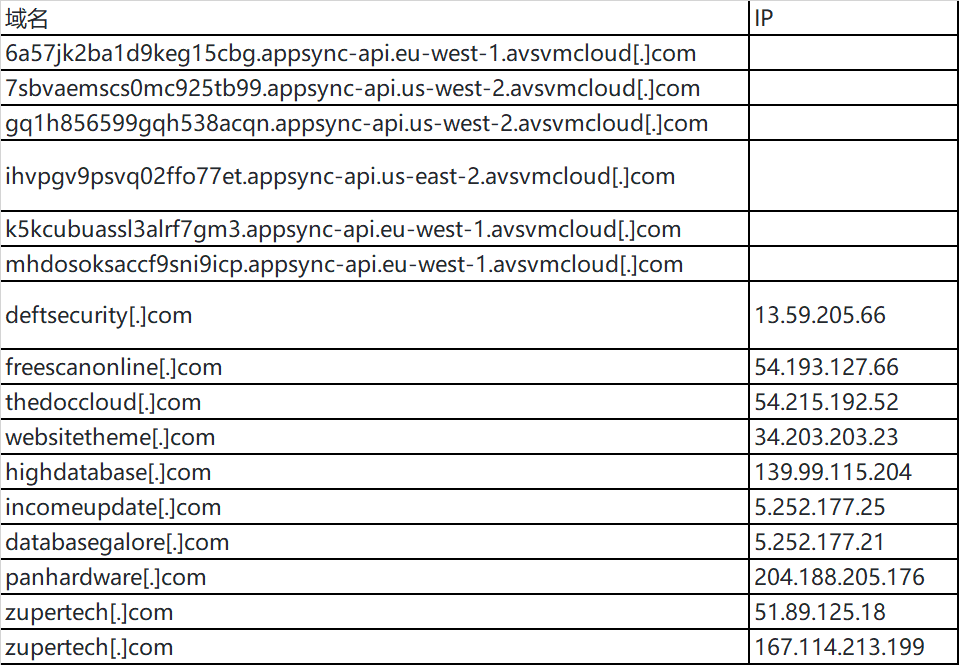 域名 IP
6a57jk2ba1d9keg15cbg.appsync-api.eu-west-1.avsvmcloud[.]com
7sbvaemscs0mc925tb99.appsync-api.us-west-2.avsvmcloud[.]com
gq1h856599gqh538acqn.appsync-api.us-west-2.avsvmcloud[.]com
ihvpgv9psvq02ffo77et.appsync-api.us-east-2.avsvmcloud[.]com
k5kcubuassl3alrf7gm3.appsync-api.eu-west-1.avsvmcloud[.]com
mhdosoksaccf9sni9icp.appsync-api.eu-west-1.avsvmcloud[.]com
deftsecurity[.]com 13.59.205.66
freescanonline[.]com 54.193.127.66
thedoccloud[.]com 54.215.192.52
websitetheme[.]com 34.203.203.23
highdatabase[.]com 139.99.115.204
incomeupdate[.]com 5.252.177.25
databasegalore[.]com 5.252.177.21
panhardware[.]com 204.188.205.176
zupertech[.]com 51.89.125.18
zupertech[.]com 167.114.213.199